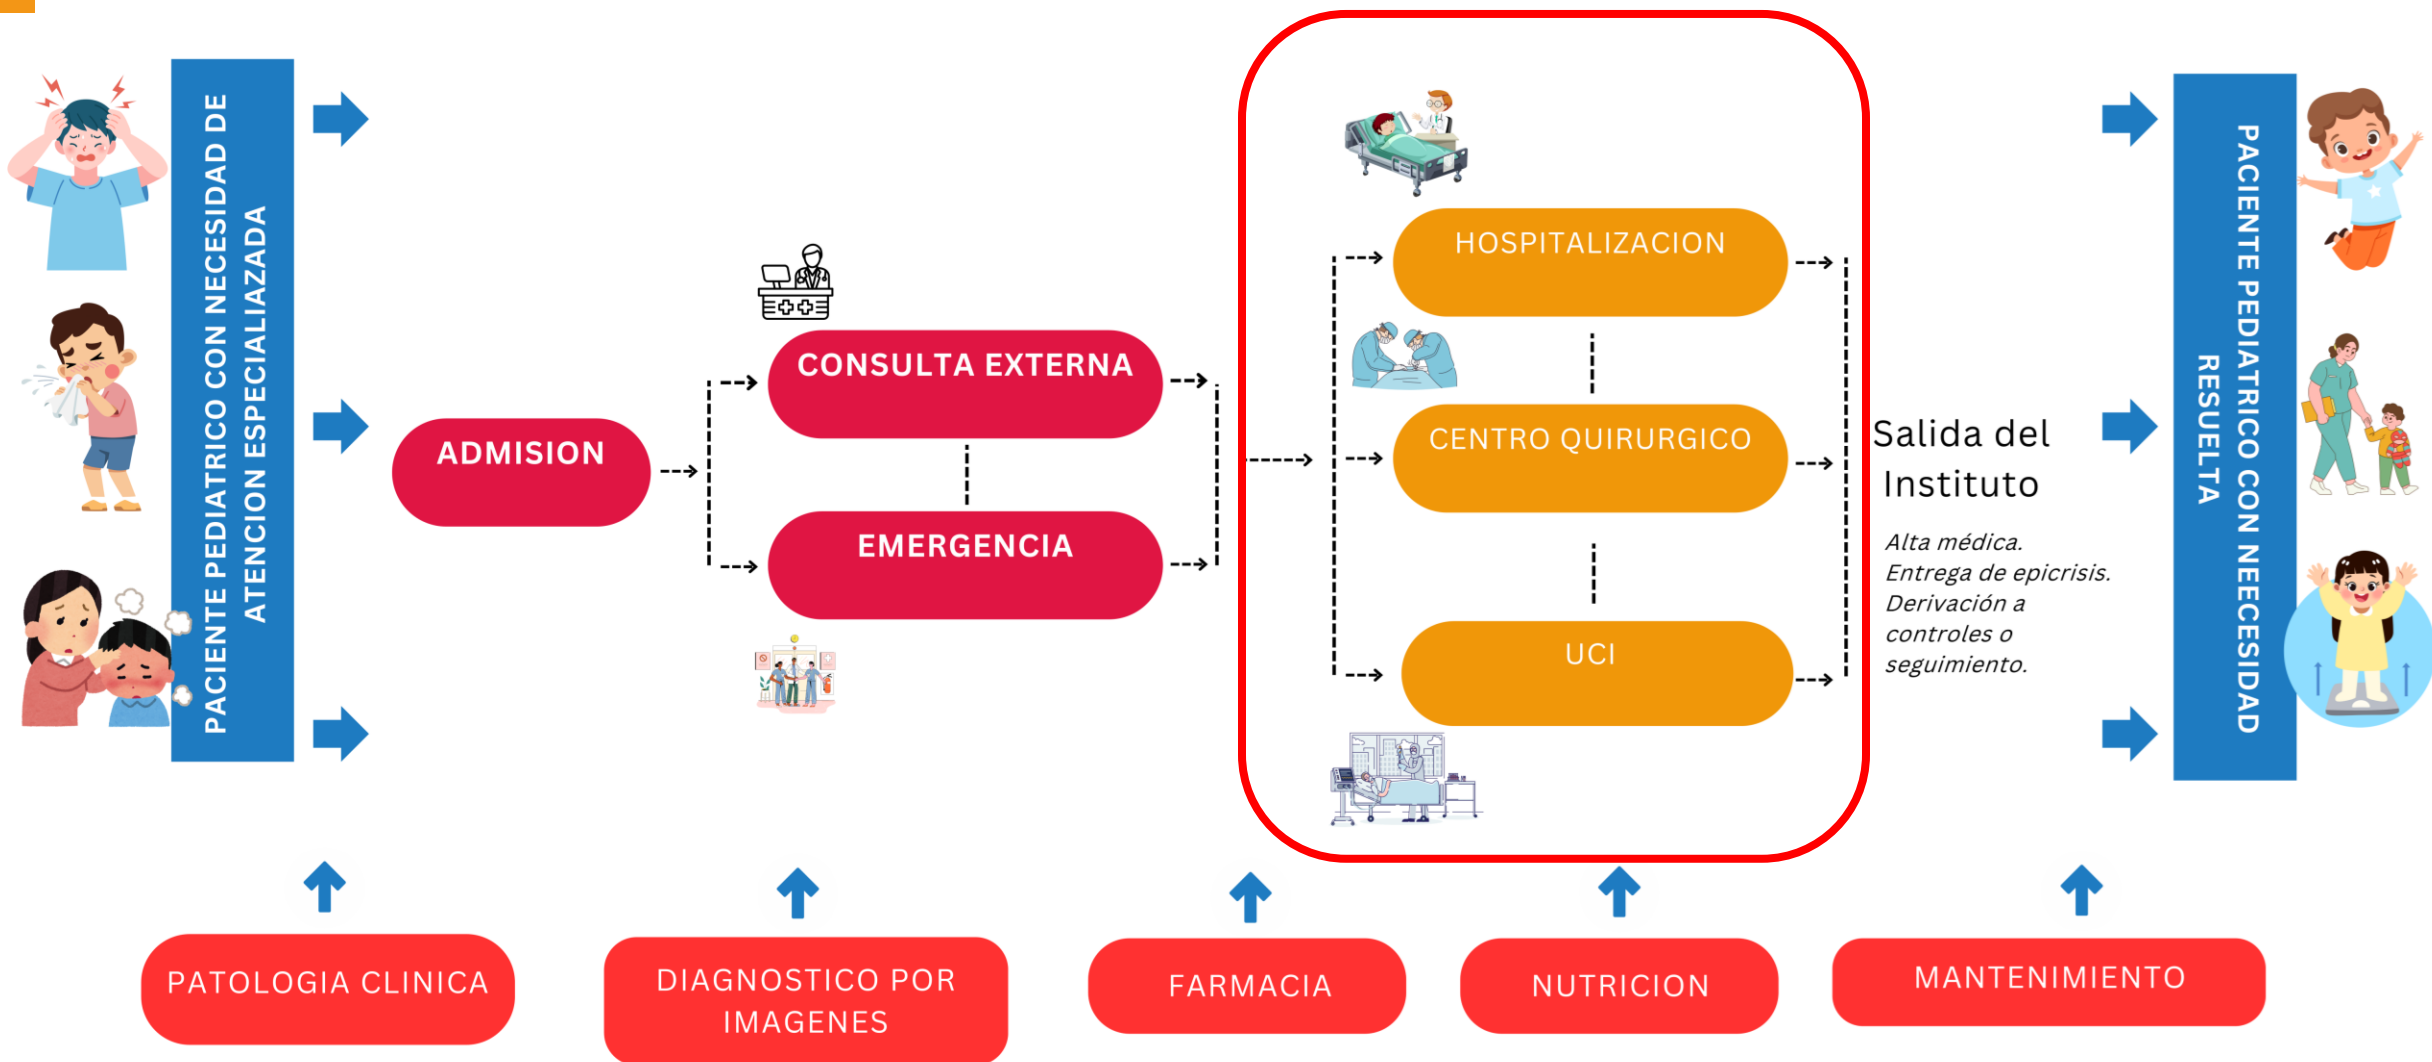 PACIENTE PEDIATRICO CON NECESIDAD DE
ATENCION ESPECIALIAZADA
ADMISION
CONSULTA EXTERNA
EMERGENCIA
HOSPITALIZACION
CENTRO QUIRURGICO
UCI
Salida del
Instituto
Alta médica.
Entrega de epicrisis.
Derivación a
controles o
seguimiento.
PACIENTE PEDIATRICO CON NECESIDAD
RESUELTA
PATOLOGIA CLINICA
DIAGNOSTICO POR
IMAGENES
FARMACIA
NUTRICION
MANTENIMIENTO